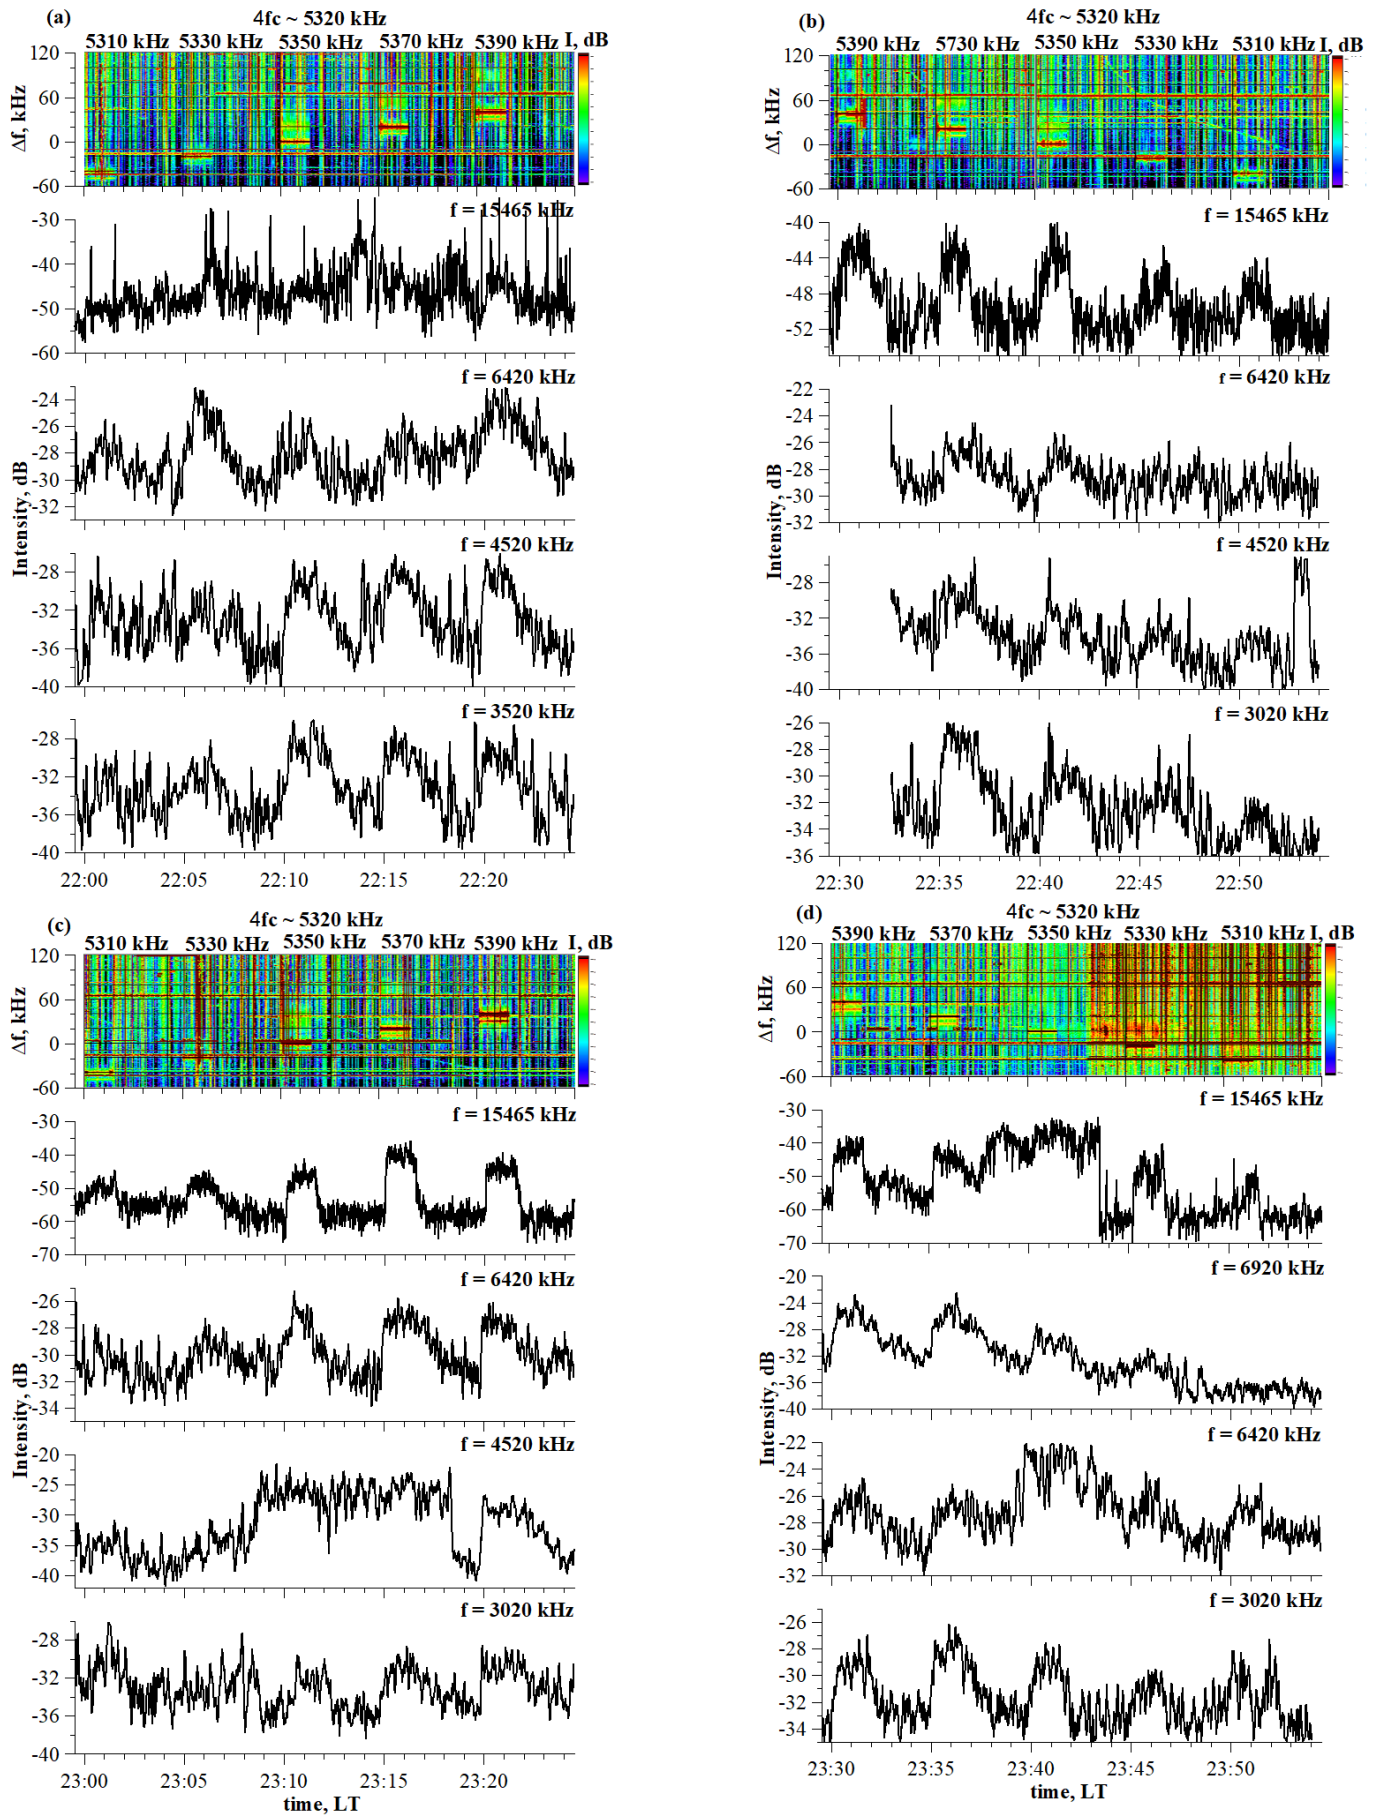 (a)
4fc ~ 5320 kHz
5310 kHz 5330 kHz 5350 kHz 5370 kHz 5390 kHz I, dB
120
60
0
-60
Δf, kHz
f = 15465 kHz
-30
-40
-50
-60
f = 6420 kHz
-24
-26
-28
-30
-32
Intensity, dB
f = 4520 kHz
-28
-32
-36
-40
f = 3520 kHz
-28
-32
-36
-40
22:00 22:05 22:10 22:15 22:20
(b)
4fc ~ 5320 kHz
5390 kHz 5730 kHz 5350 kHz 5330 kHz 5310 kHz I, dB
120
60
0
-60
Δf, kHz
f = 15465 kHz
-40
-44
-48
-52
f = 6420 kHz
-22
-24
-26
-28
-30
-32
Intensity, dB
f = 4520 kHz
-28
-32
-36
-40
f = 3020 kHz
-26
-28
-30
-32
-34
-36
22:30 22:35 22:40 22:45 22:50
(c)
4fc ~ 5320 kHz
5310 kHz 5330 kHz 5350 kHz 5370 kHz 5390 kHz I, dB
120
60
0
-60
Δf, kHz
f = 15465 kHz
-30
-40
-50
-60
-70
f = 6420 kHz
-26
-28
-30
-32
-34
Intensity, dB
f = 4520 kHz
-20
-25
-30
-35
-40
f = 3020 kHz
-28
-32
-36
-40
23:00 23:05 23:10 23:15 23:20
time, LT
(d)
4fc ~ 5320 kHz
5390 kHz 5370 kHz 5350 kHz 5330 kHz 5310 kHz I, dB
120
60
0
-60
Δf, kHz
f = 15465 kHz
-30
-40
-50
-60
-70
f = 6920 kHz
-20
-24
-28
-32
-36
-40
Intensity, dB
f = 6420 kHz
-22
-24
-26
-28
-30
-32
f = 3020 kHz
-26
-28
-30
-32
-34
23:30 23:35 23:40 23:45 23:50
time, LT